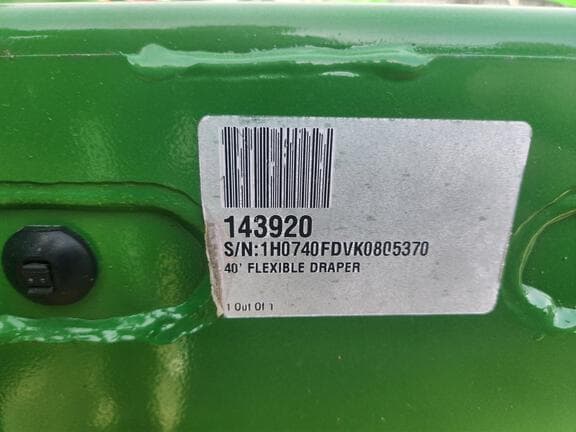 143920
S/N:1H0740FDVK0805370
40' FLEXIBLE DRAPER
1 Out Of 1